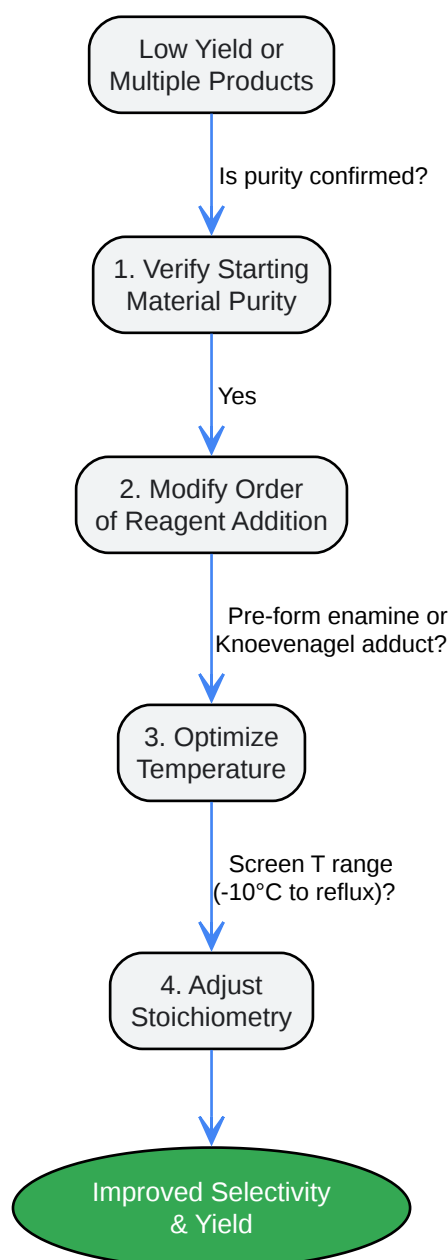 Low Yield or
Multiple Products
Is purity confirmed?
1. Verify Starting
Material Purity
Yes
2. Modify Order
of Reagent Addition
Pre-form enamine or
Knoevenagel adduct?
3. Optimize
Temperature
Screen T range
(-10°C to reflux)?
4. Adjust
Stoichiometry
Improved Selectivity
& Yield